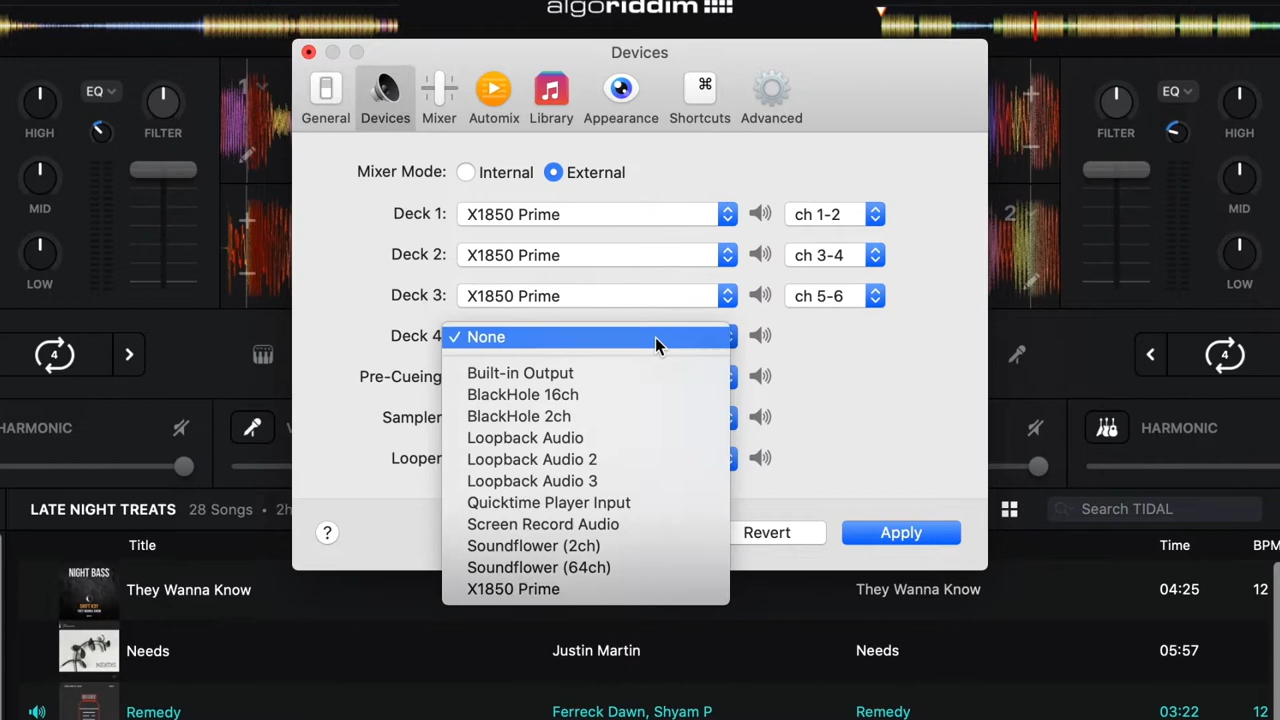 algoriddim
Devices
General Devices Mixer Automix Library Appearance Shortcuts Advanced
EQ
HIGH FILTER
MID
LOW
4
1
Mixer Mode: Internal External
Deck 1: X1850 Prime ch 1-2
Deck 2: X1850 Prime ch 3-4
Deck 3: X1850 Prime ch 5-6
Deck 4
Pre-Cueing
Sampler
Looper
✓ None
Built-in Output
BlackHole 16ch
BlackHole 2ch
Loopback Audio
Loopback Audio 2
Loopback Audio 3
Quicktime Player Input
Screen Record Audio
Soundflower (2ch)
Soundflower (64ch)
X1850 Prime
? Revert Apply
EQ
FILTER HIGH
MID
LOW
2
4
HARMONIC V
HARMONIC
LATE NIGHT TREATS 28 Songs • 2h
Search TIDAL
Title Time BPM
NIGHT BASS
They Wanna Know They Wanna Know 04:25 12
Needs Justin Martin Needs 05:57
Remedy Ferreck Dawn, Shyam P Remedy 03:22 12